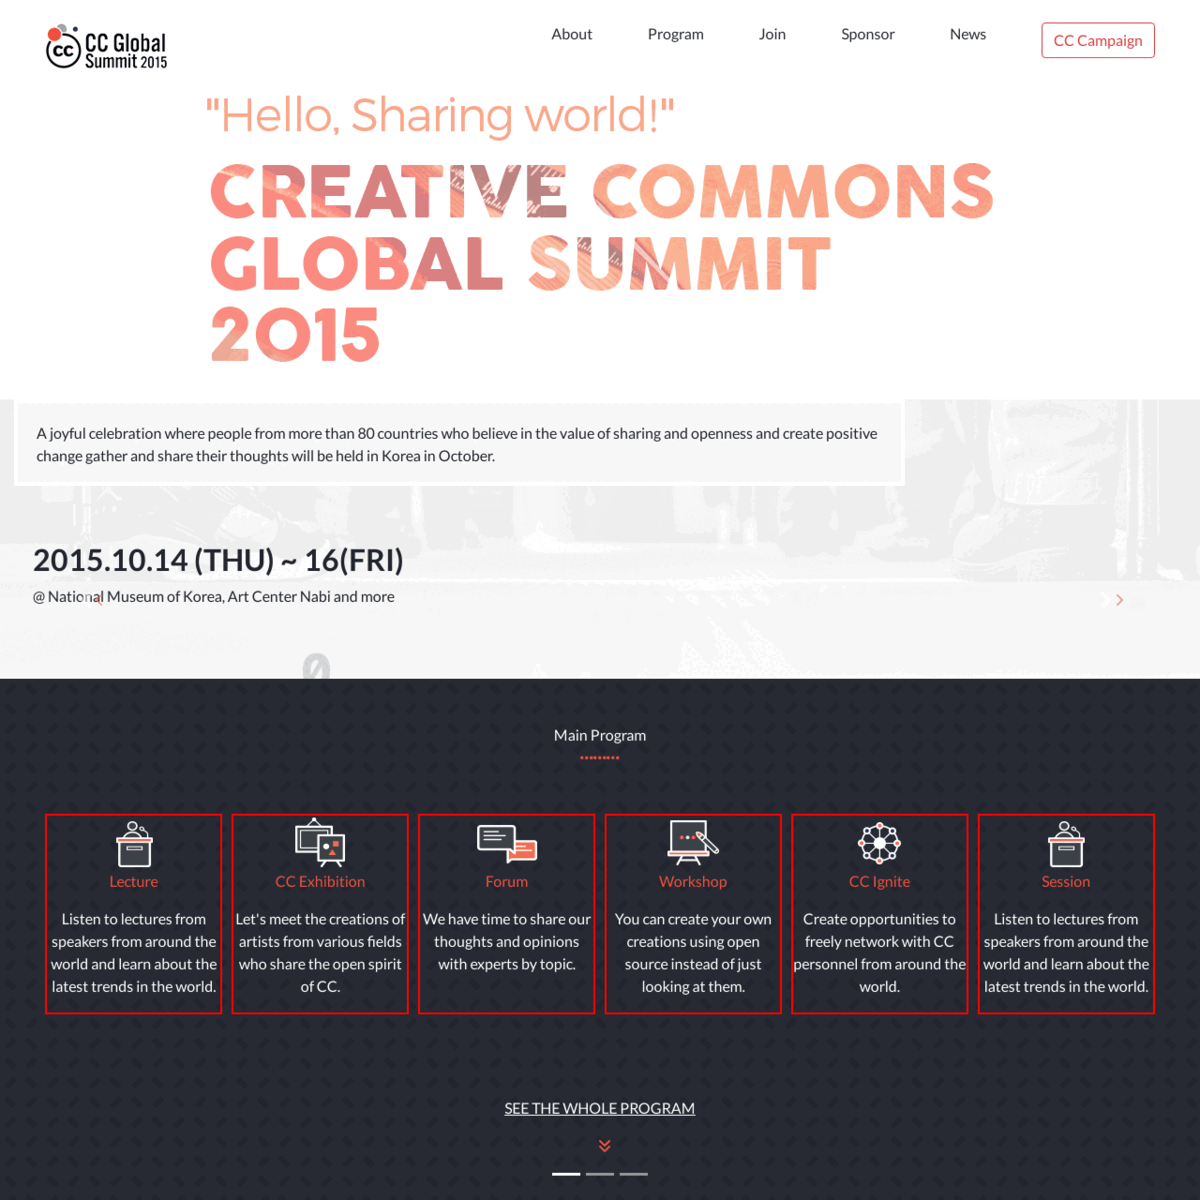 CC Global
Summit 2015
cc
About
Program
Join
Sponsor
News
CC Campaign
"Hello, Sharing world!"
CREATIVE COMMONS
GLOBAL SUMMIT
2015
A joyful celebration where people from more than 80 countries who believe in the value of sharing and openness and create positive
change gather and share their thoughts will be held in Korea in October.
2015.10.14 (THU) ~ 16(FRI)
@ National Museum of Korea, Art Center Nabi and more
0
Main Program
Lecture
Listen to lectures from
speakers from around the
world and learn about the
latest trends in the world.
CC Exhibition
Let's meet the creations of
artists from various fields
who share the open spirit
of CC.
Forum
We have time to share our
thoughts and opinions
with experts by topic.
Workshop
You can create your own
creations using open
source instead of just
looking at them.
CC Ignite
Create opportunities to
freely network with CC
personnel from around the
world.
Session
Listen to lectures from
speakers from around the
world and learn about the
latest trends in the world.
SEE THE WHOLE PROGRAM